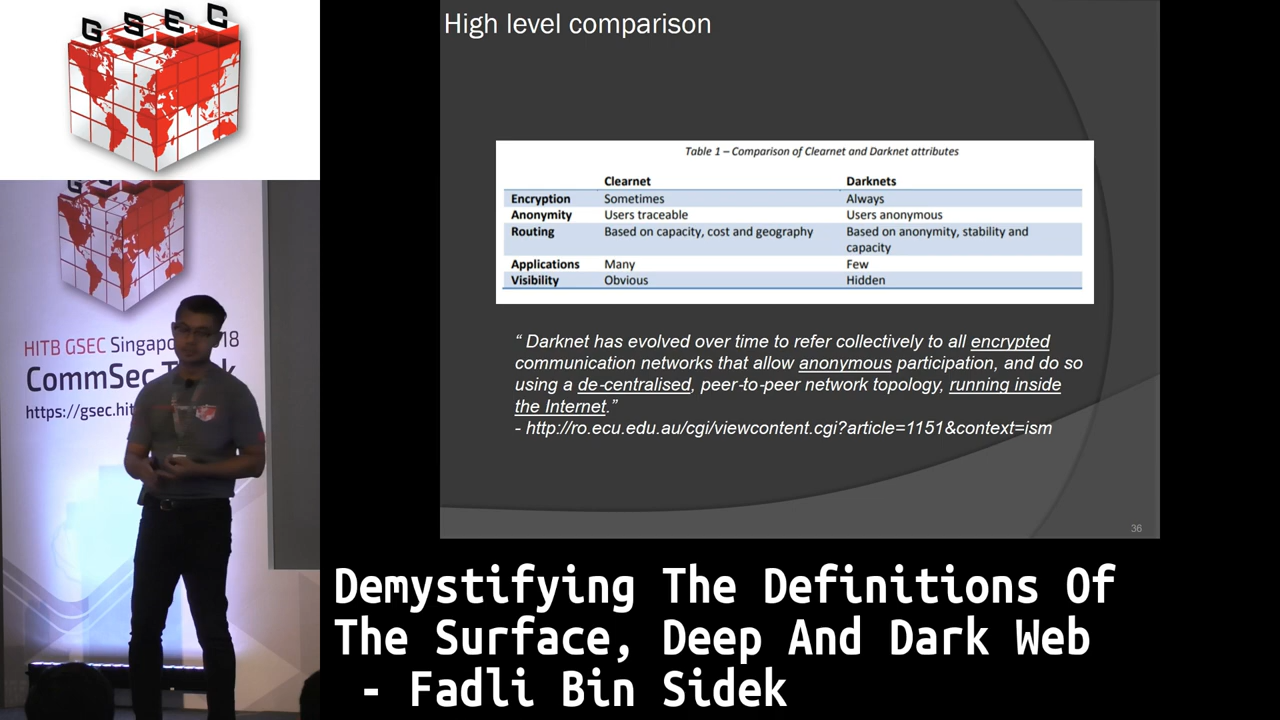 GSEC
HITB GSEC Singapo 18
CommSec T k
https://gsec.hit
High level comparison
Table 1 – Comparison of Clearnet and Darknet attributes
Clearnet Darknets
Encryption Sometimes Always
Anonymity Users traceable Users anonymous
Routing Based on capacity, cost and geography Based on anonymity, stability and
capacity
Applications Many Few
Visibility Obvious Hidden
“ Darknet has evolved over time to refer collectively to all encrypted
communication networks that allow anonymous participation, and do so
using a de-centralised, peer-to-peer network topology, running inside
the Internet.”
- http://ro.ecu.edu.au/cgi/viewcontent.cgi?article=1151&context=ism
36
Demystifying The Definitions Of
The Surface, Deep And Dark Web
- Fadli Bin Sidek